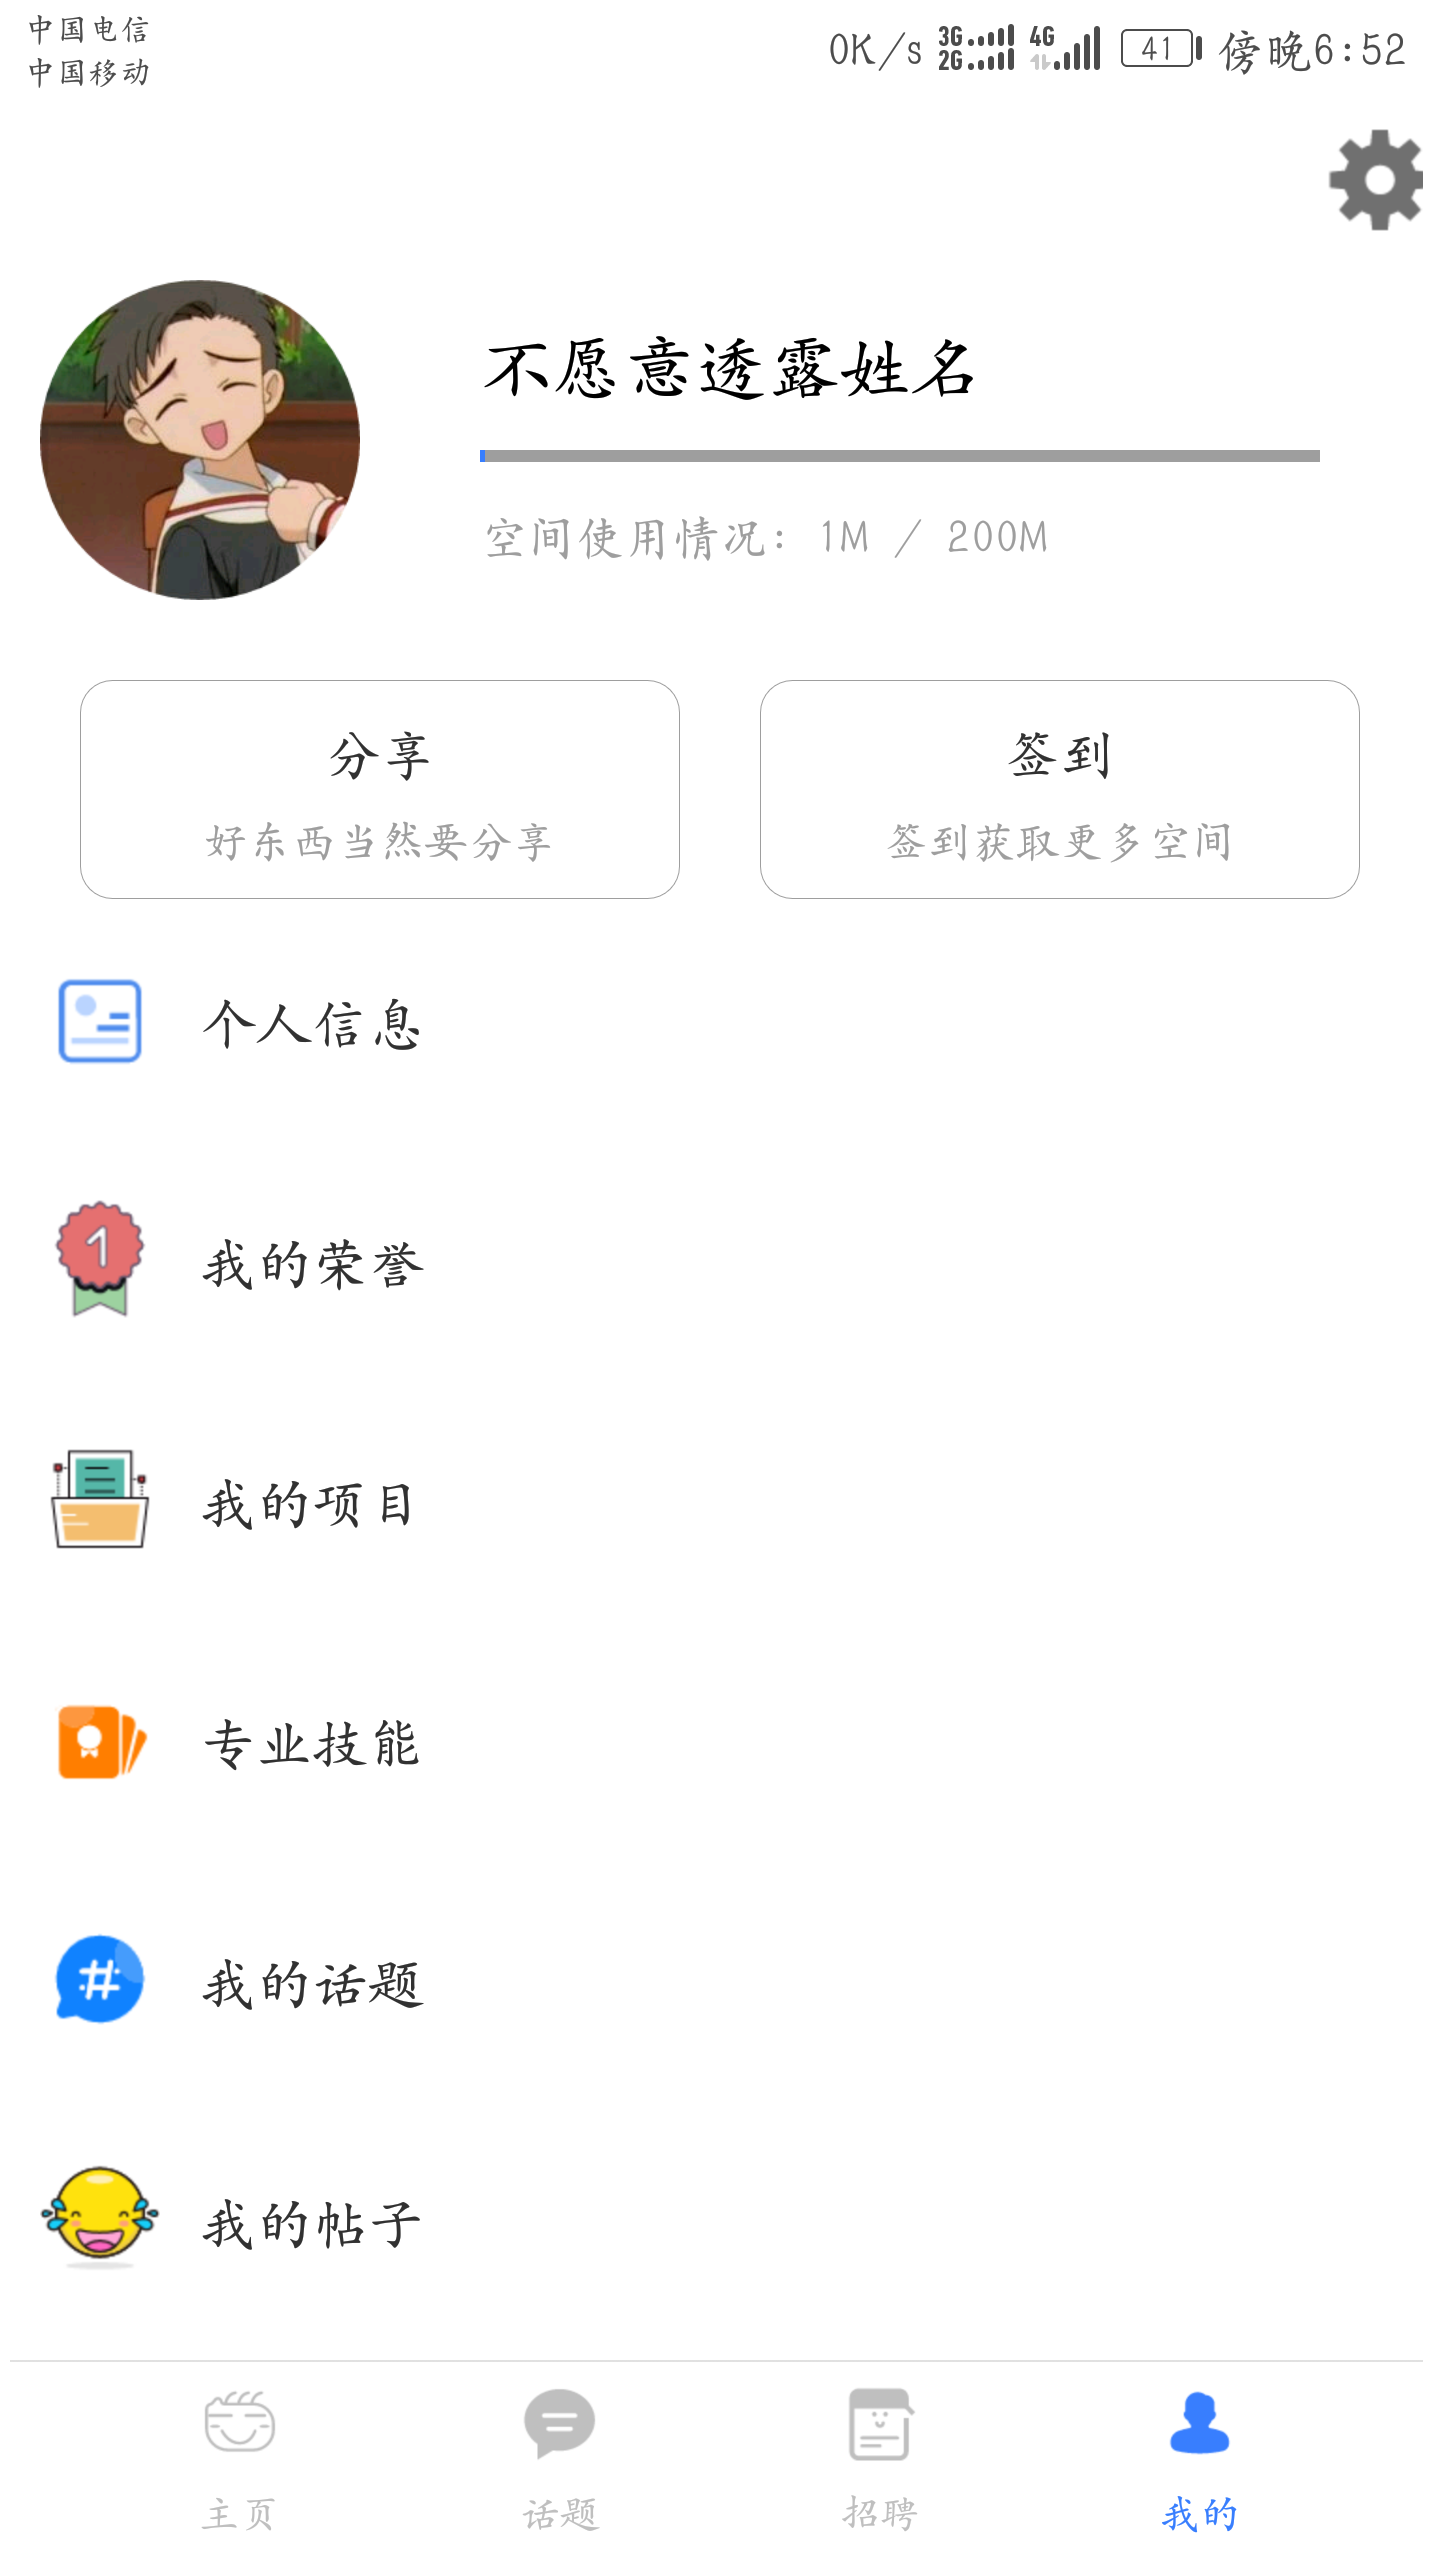 中国电信
中国移动
0K/s 3G 2G 4G 41 傍晚6:52
不愿意透露姓名
空间使用情况: 1M / 200M
分享
好东西当然要分享
签到
签到获取更多空间
个人信息
1
我的荣誉
我的项目
专业技能
#
我的话题
我的帖子
主页
话题
招聘
我的